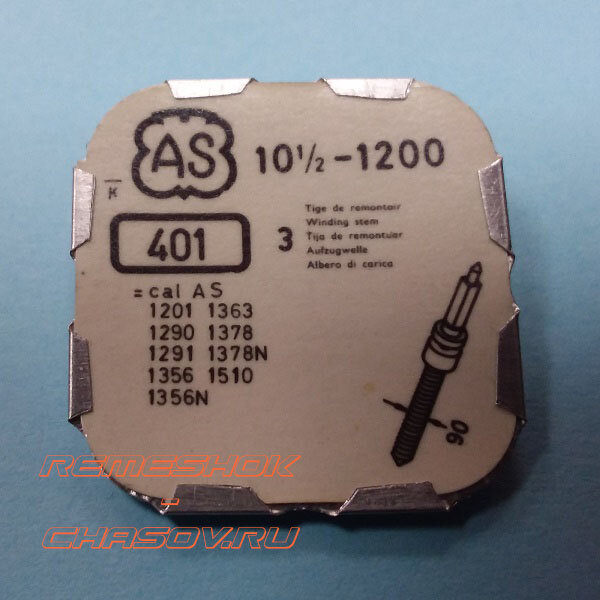 AS 10½-1200
K
401 3
Tige de remontoir
Winding stem
Tija de remontuar
Aufzugwelle
Albero di carica
=cal AS
1201 1363
1290 1378
1291 1378N
1356 1510
1356N
90
REMESHOK
-
CHASOV.RU